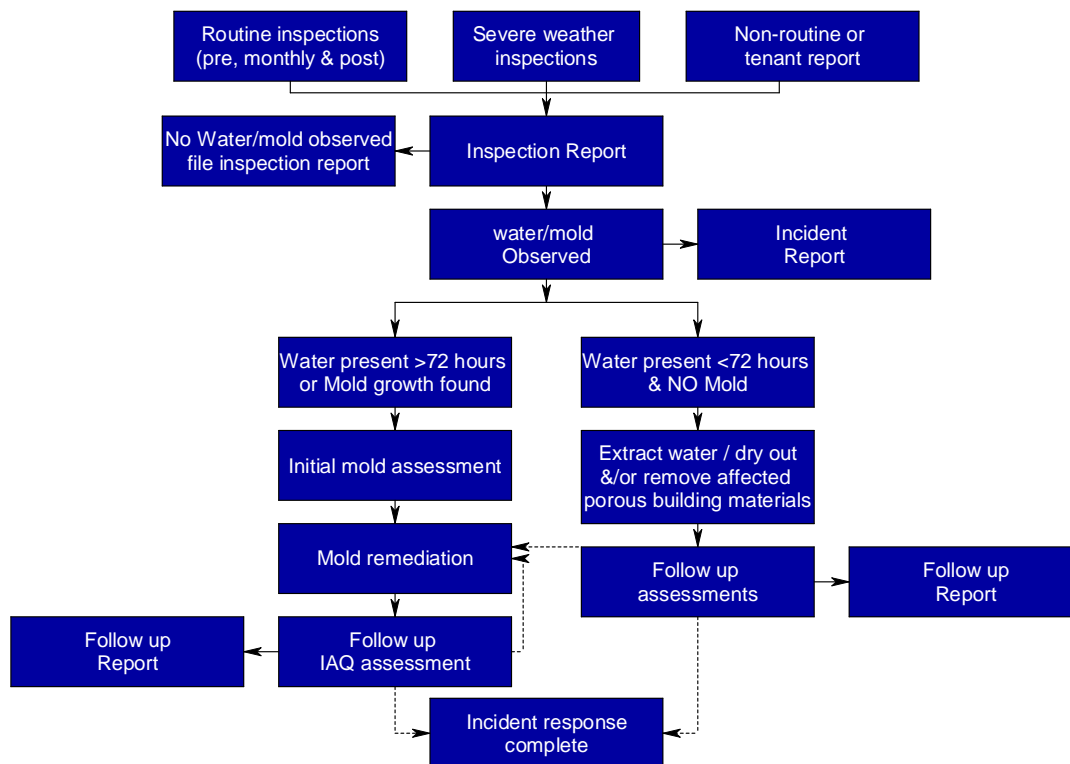 Routine inspections
(pre, monthly & post)
Severe weather
inspections
Non-routine or
tenant report
No Water/mold observed
file inspection report
Inspection Report
water/mold
Observed
Incident
Report
Water present >72 hours
or Mold growth found
Water present <72 hours
& NO Mold
Initial mold assessment
Extract water / dry out
&/or remove affected
porous building materials
Mold remediation
Follow up
assessments
Follow up
Report
Follow up
Report
Follow up
IAQ assessment
Incident response
complete